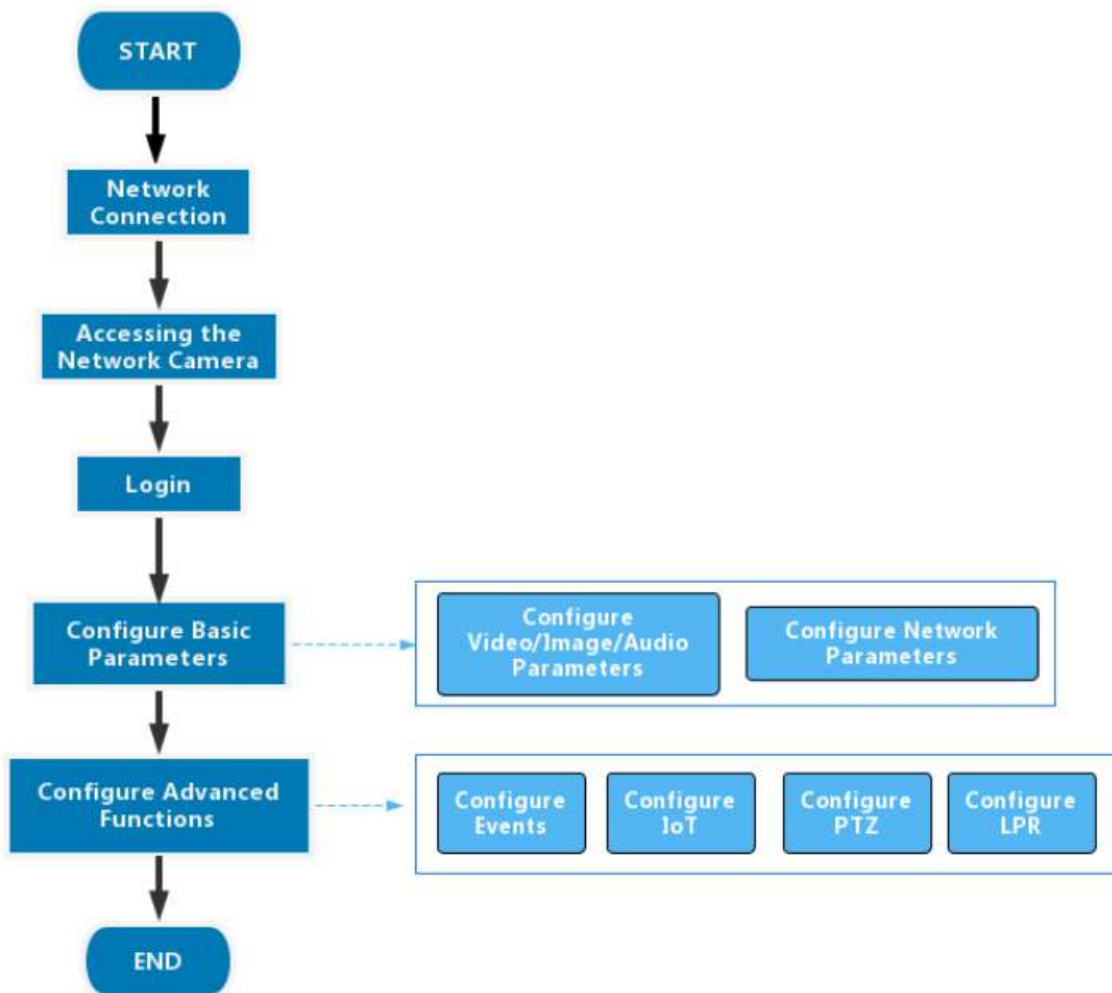 START
Network
Connection
Accessing the
Network Camera
Login
Configure Basic
Parameters
Configure
Video/Image/Audio
Parameters
Configure Network
Parameters
Configure Advanced
Functions
Configure
Events
Configure
IoT
Configure
PTZ
Configure
LPR
END